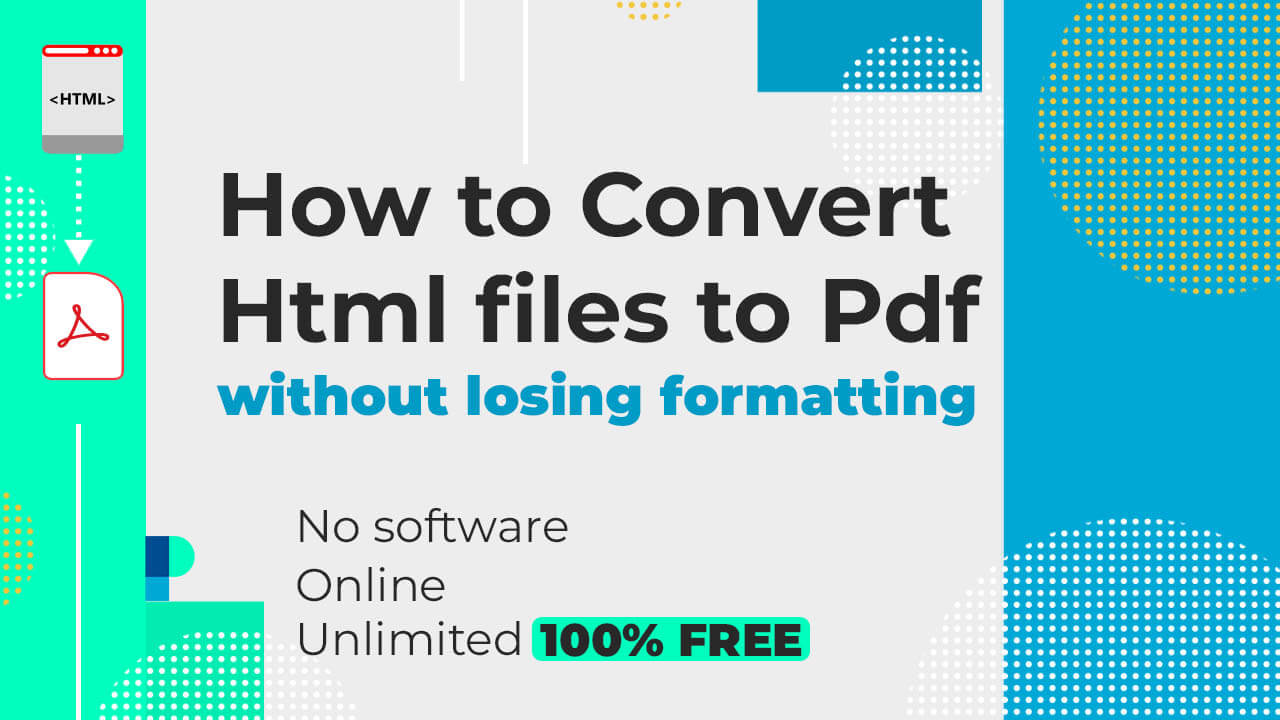 <HTML>
How to Convert
Html files to Pdf
without losing formatting
No software
Online
Unlimited 100% FREE